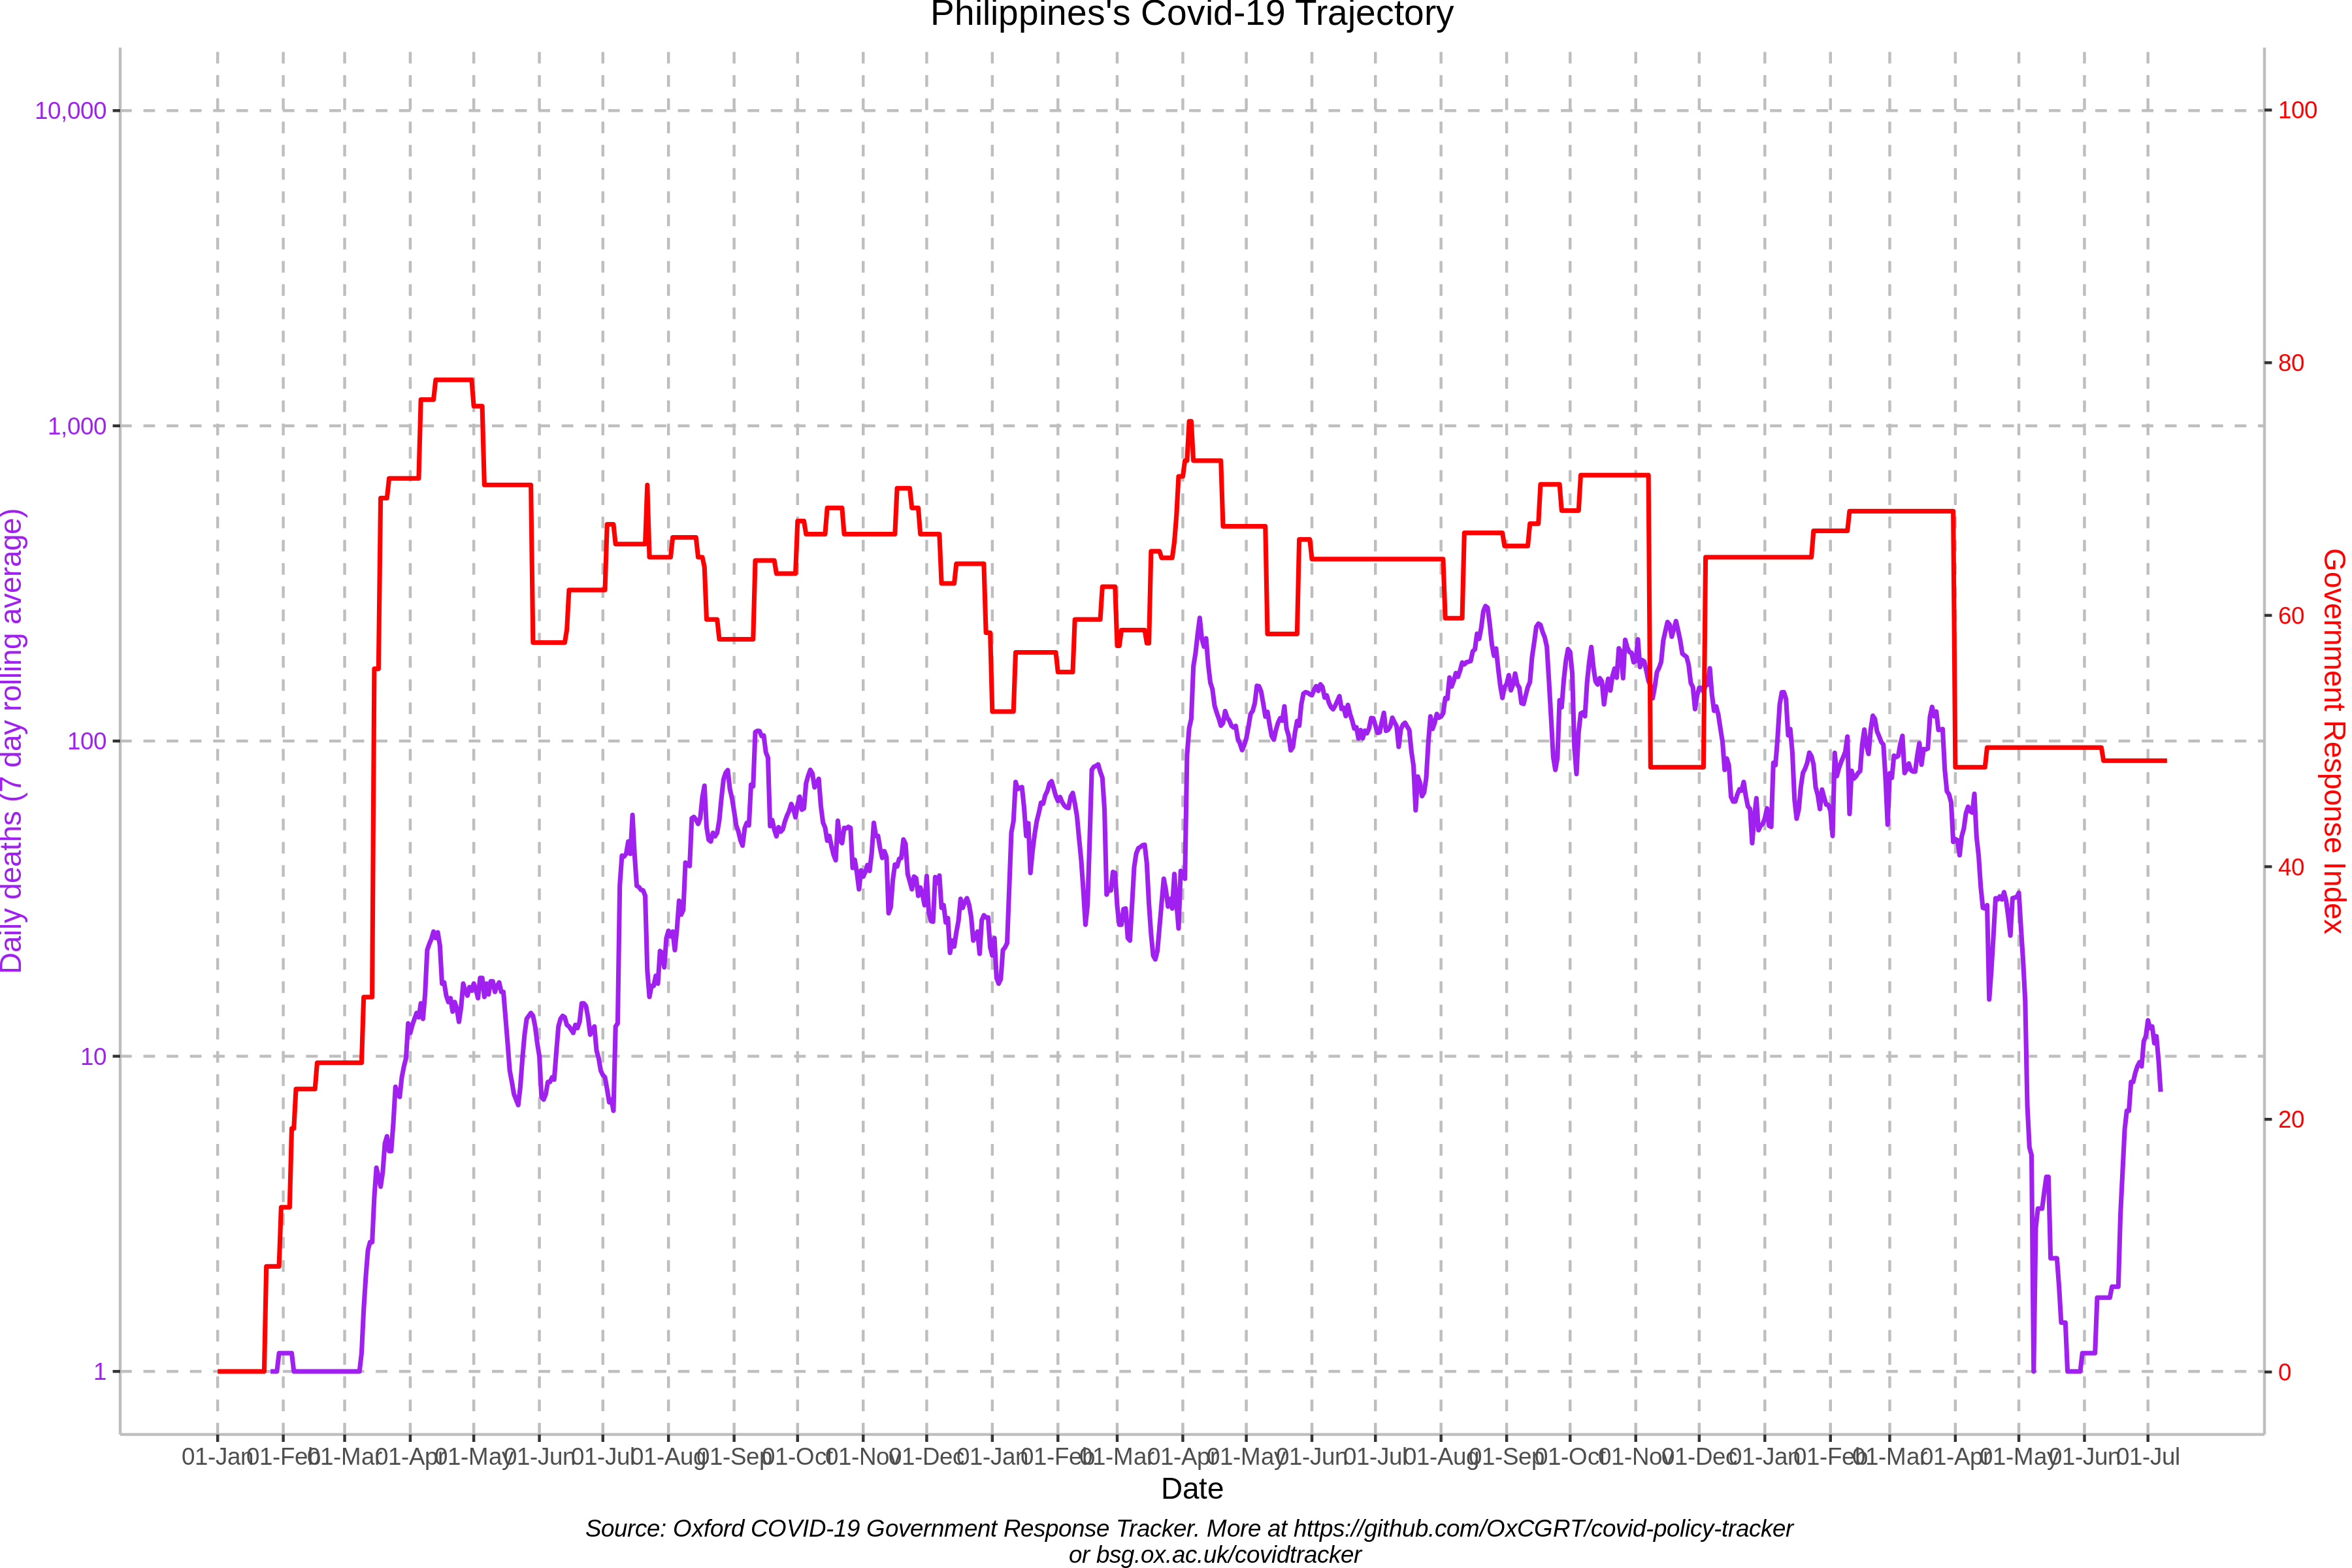 Philippines's Covid-19 Trajectory
10,000
1,000
100
10
1
Daily deaths (7 day rolling average)
100
80
60
40
20
0
Government Response Index
01-Jan 01-Feb 01-Mar 01-Apr 01-May 01-Jun 01-Jul 01-Aug 01-Sep 01-Oct 01-Nov 01-Dec 01-Jan 01-Feb 01-Mar 01-Apr 01-May 01-Jun 01-Jul 01-Aug 01-Sep 01-Oct 01-Nov 01-Dec 01-Jan 01-Feb 01-Mar 01-Apr 01-May 01-Jun 01-Jul
Date
Source: Oxford COVID-19 Government Response Tracker. More at https://github.com/OxCGRT/covid-policy-tracker
or bsg.ox.ac.uk/covidtracker